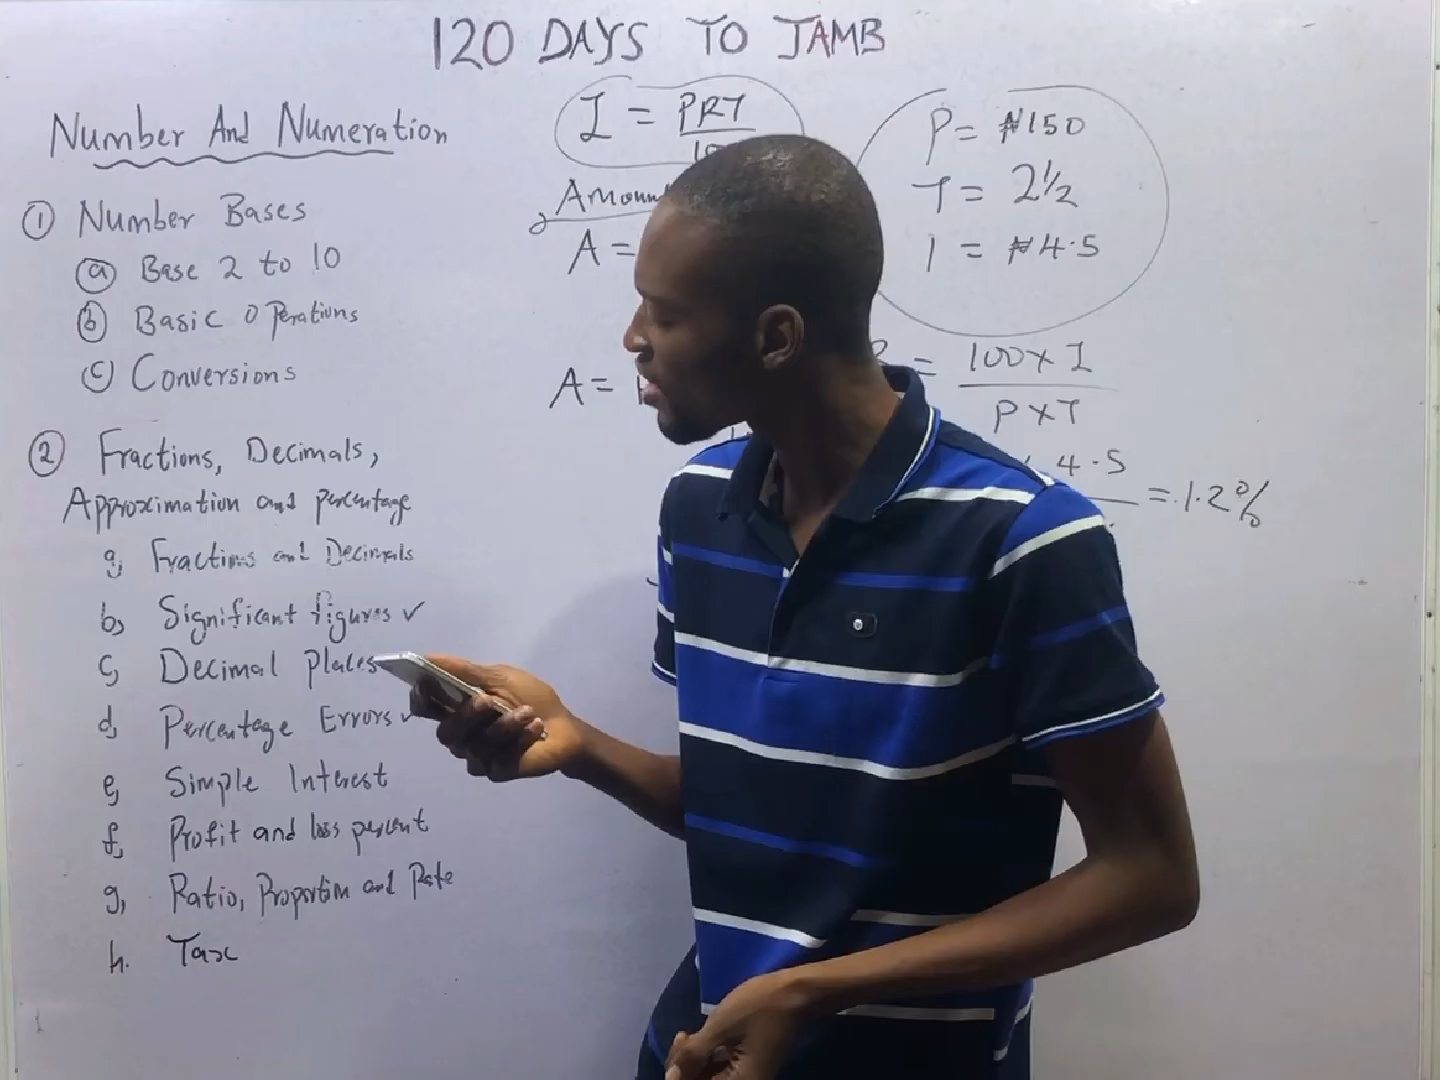 120 DAYS TO JAMB
Number And Numeration
① Number Bases
ⓐ Base 2 to 10
ⓑ Basic Operations
ⓒ Conversions
② Fractions, Decimals,
Approximation and percentage
a, Fractions and Decimals
b, Significant figures ✓
c, Decimal places
d, Percentage Errors ✓
e, Simple Interest
f, Profit and loss percent
g, Ratio, Proportion and Rate
h. Tax
I = PRT
A =
A =
P = ₦150
T = 2 1/2
I = ₦4.5
= 100 x I
P x T
4.5
= 1.2%